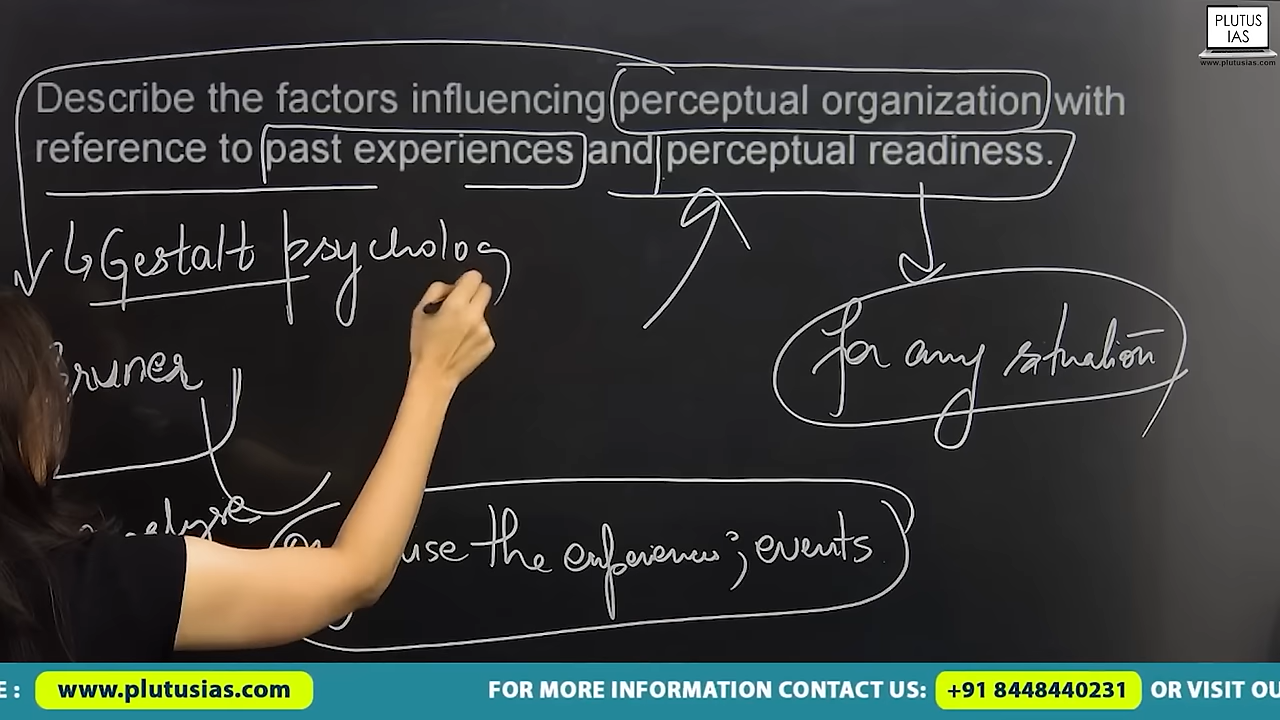 PLUTUS
IAS
www.plutusias.com
Describe the factors influencing perceptual organization with
reference to past experiences and perceptual readiness.
Gestalt psycholog
Bruner
for any situation
use the experiences; events
www.plutusias.com
FOR MORE INFORMATION CONTACT US:
+91 8448440231
OR VISIT OU